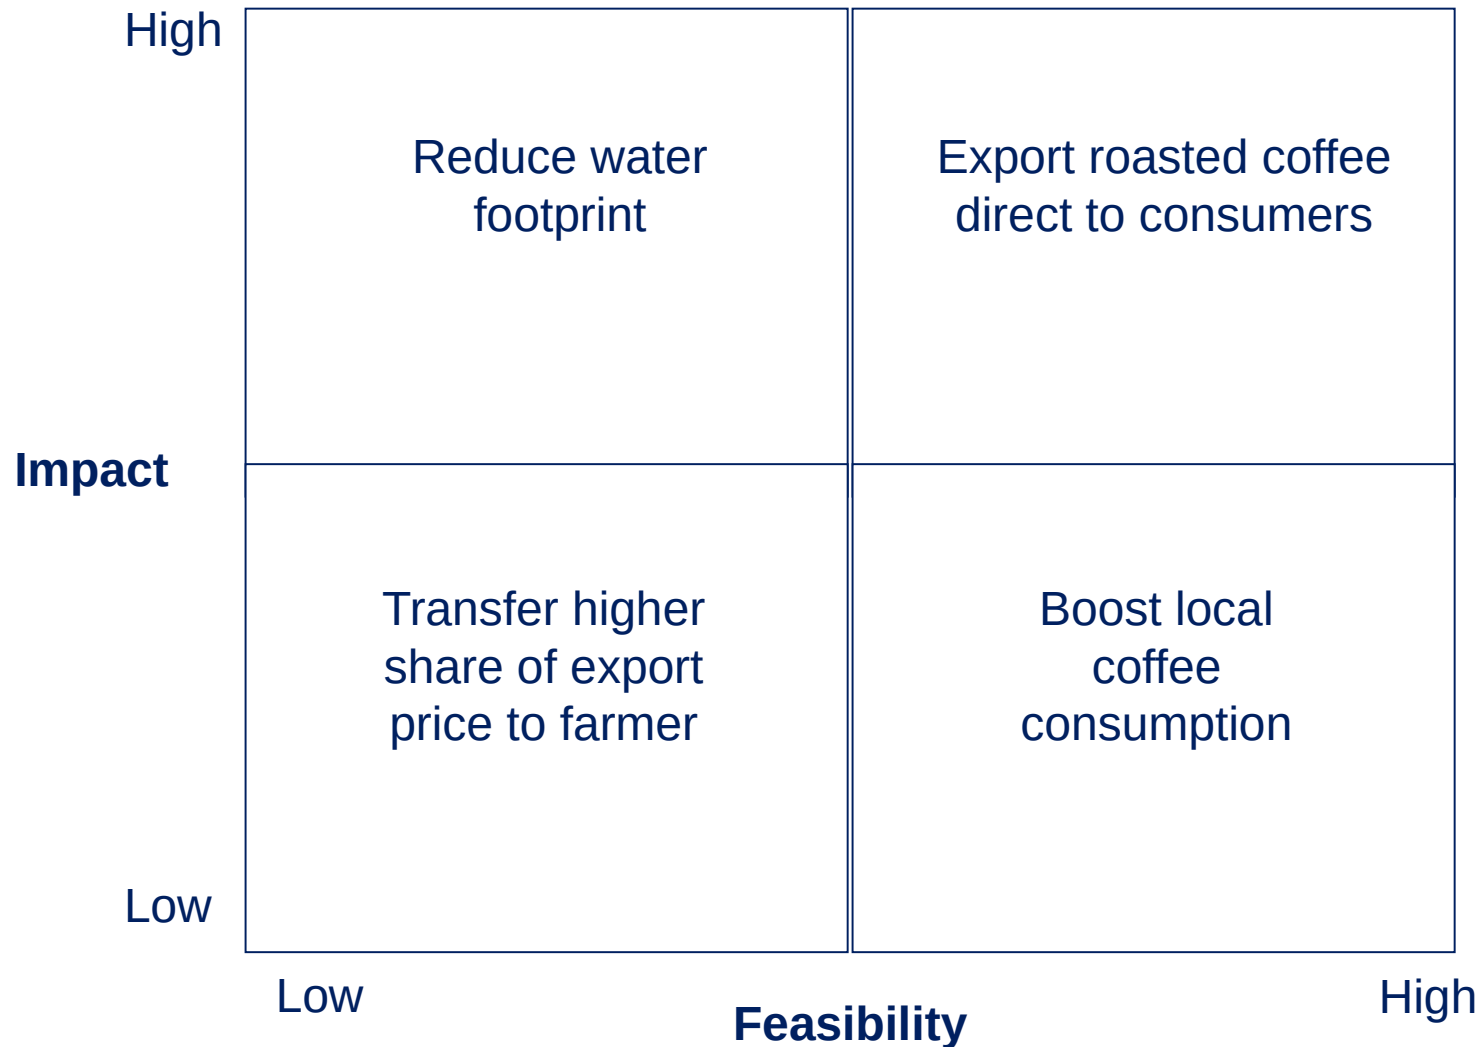 High
Reduce water
footprint
Export roasted coffee
direct to consumers
Impact
Transfer higher
share of export
price to farmer
Boost local
coffee
consumption
Low
Low
High
Feasibility